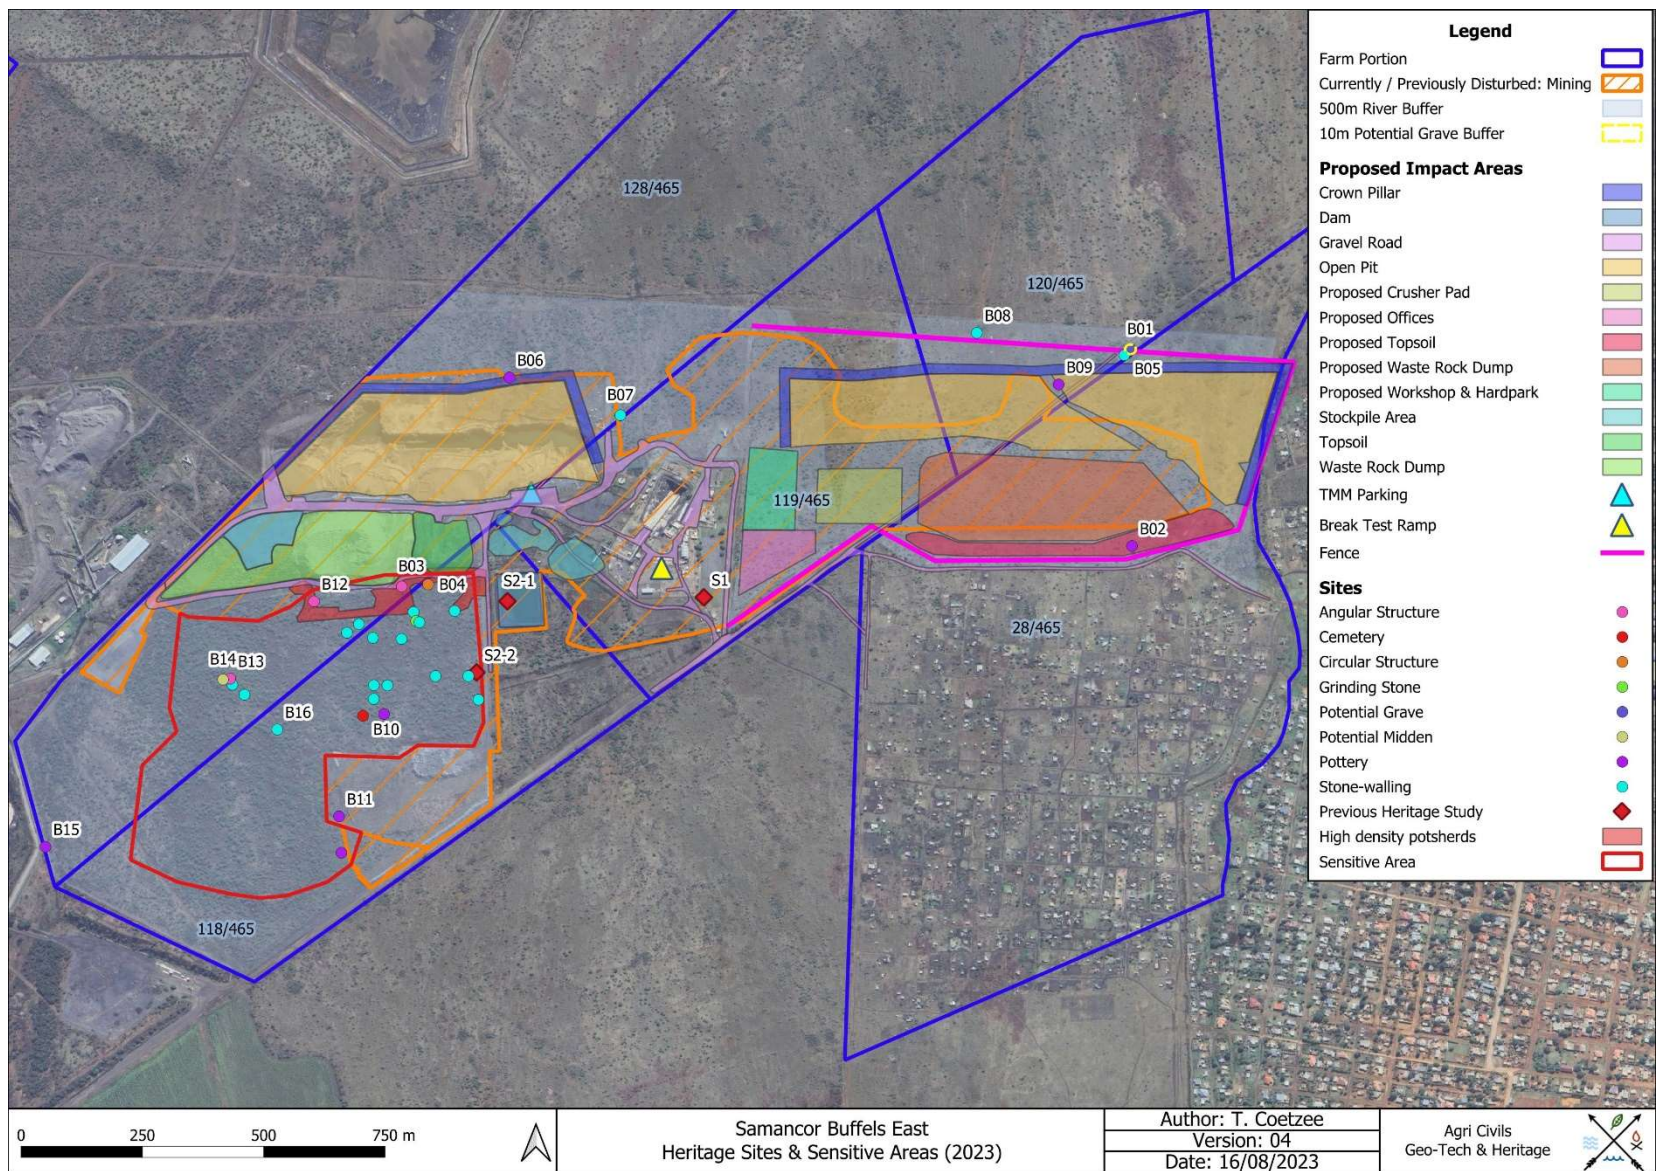 Legend
Farm Portion
Currently / Previously Disturbed: Mining
500m River Buffer
10m Potential Grave Buffer
Proposed Impact Areas
Crown Pillar
Dam
Gravel Road
Open Pit
Proposed Crusher Pad
Proposed Offices
Proposed Topsoil
Proposed Waste Rock Dump
Proposed Workshop & Hardpark
Stockpile Area
Topsoil
Waste Rock Dump
TMM Parking
Break Test Ramp
Fence
Sites
Angular Structure
Cemetery
Circular Structure
Grinding Stone
Potential Grave
Potential Midden
Pottery
Stone-walling
Previous Heritage Study
High density potsherds
Sensitive Area
128/465
120/465
B08
B01
B05
B06
B09
B07
119/465
B02
B12
B03
B04
S2-1
S1
28/465
S2-2
B14
B13
B16
B10
B11
B15
118/465
0 250 500 750 m
Samancor Buffels East
Heritage Sites & Sensitive Areas (2023)
Author: T. Coetzee
Version: 04
Date: 16/08/2023
Agri Civils
Geo-Tech & Heritage